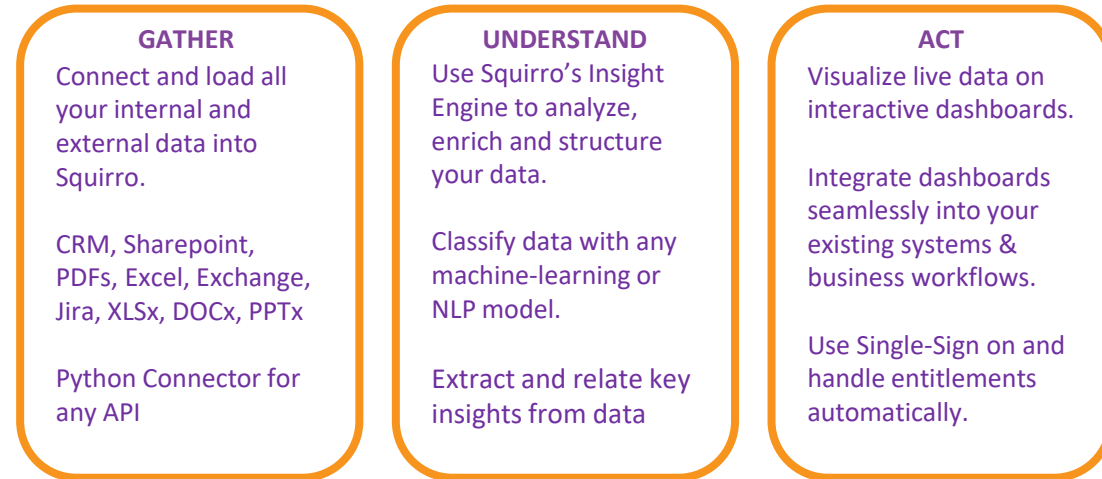 GATHER
Connect and load all
your internal and
external data into
Squirro.
CRM, Sharepoint,
PDFs, Excel, Exchange,
Jira, XLSx, DOCx, PPTx
Python Connector for
any API
UNDERSTAND
Use Squirro’s Insight
Engine to analyze,
enrich and structure
your data.
Classify data with any
machine-learning or
NLP model.
Extract and relate key
insights from data
ACT
Visualize live data on
interactive dashboards.
Integrate dashboards
seamlessly into your
existing systems &
business workflows.
Use Single-Sign on and
handle entitlements
automatically.